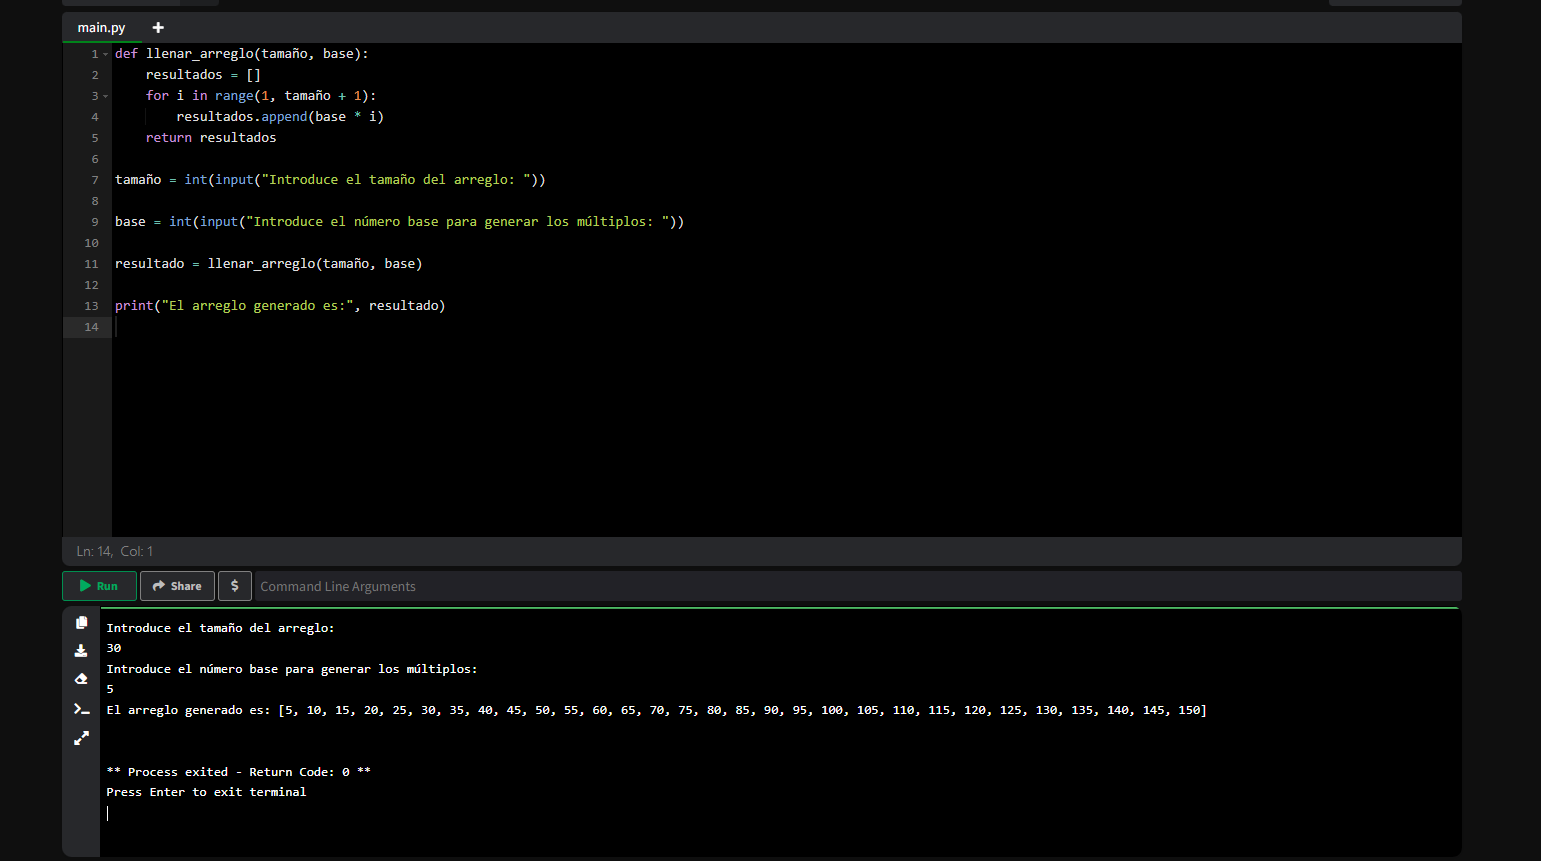 main.py +
1 def llenar_arreglo(tamaño, base):
2     resultados = []
3     for i in range(1, tamaño + 1):
4         resultados.append(base * i)
5     return resultados
6
7 tamaño = int(input("Introduce el tamaño del arreglo: "))
8
9 base = int(input("Introduce el número base para generar los múltiplos: "))
10
11 resultado = llenar_arreglo(tamaño, base)
12
13 print("El arreglo generado es:", resultado)
14
Ln: 14, Col: 1
Run Share $ Command Line Arguments
Introduce el tamaño del arreglo:
30
Introduce el número base para generar los múltiplos:
5
El arreglo generado es: [5, 10, 15, 20, 25, 30, 35, 40, 45, 50, 55, 60, 65, 70, 75, 80, 85, 90, 95, 100, 105, 110, 115, 120, 125, 130, 135, 140, 145, 150]
** Process exited - Return Code: 0 **
Press Enter to exit terminal